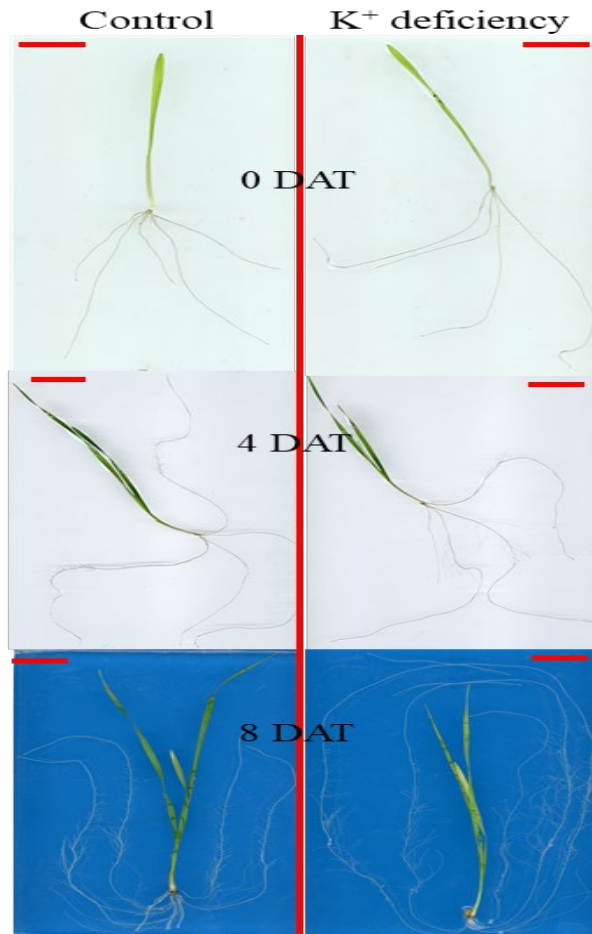 Control
K⁺ deficiency
0 DAT
4 DAT
8 DAT